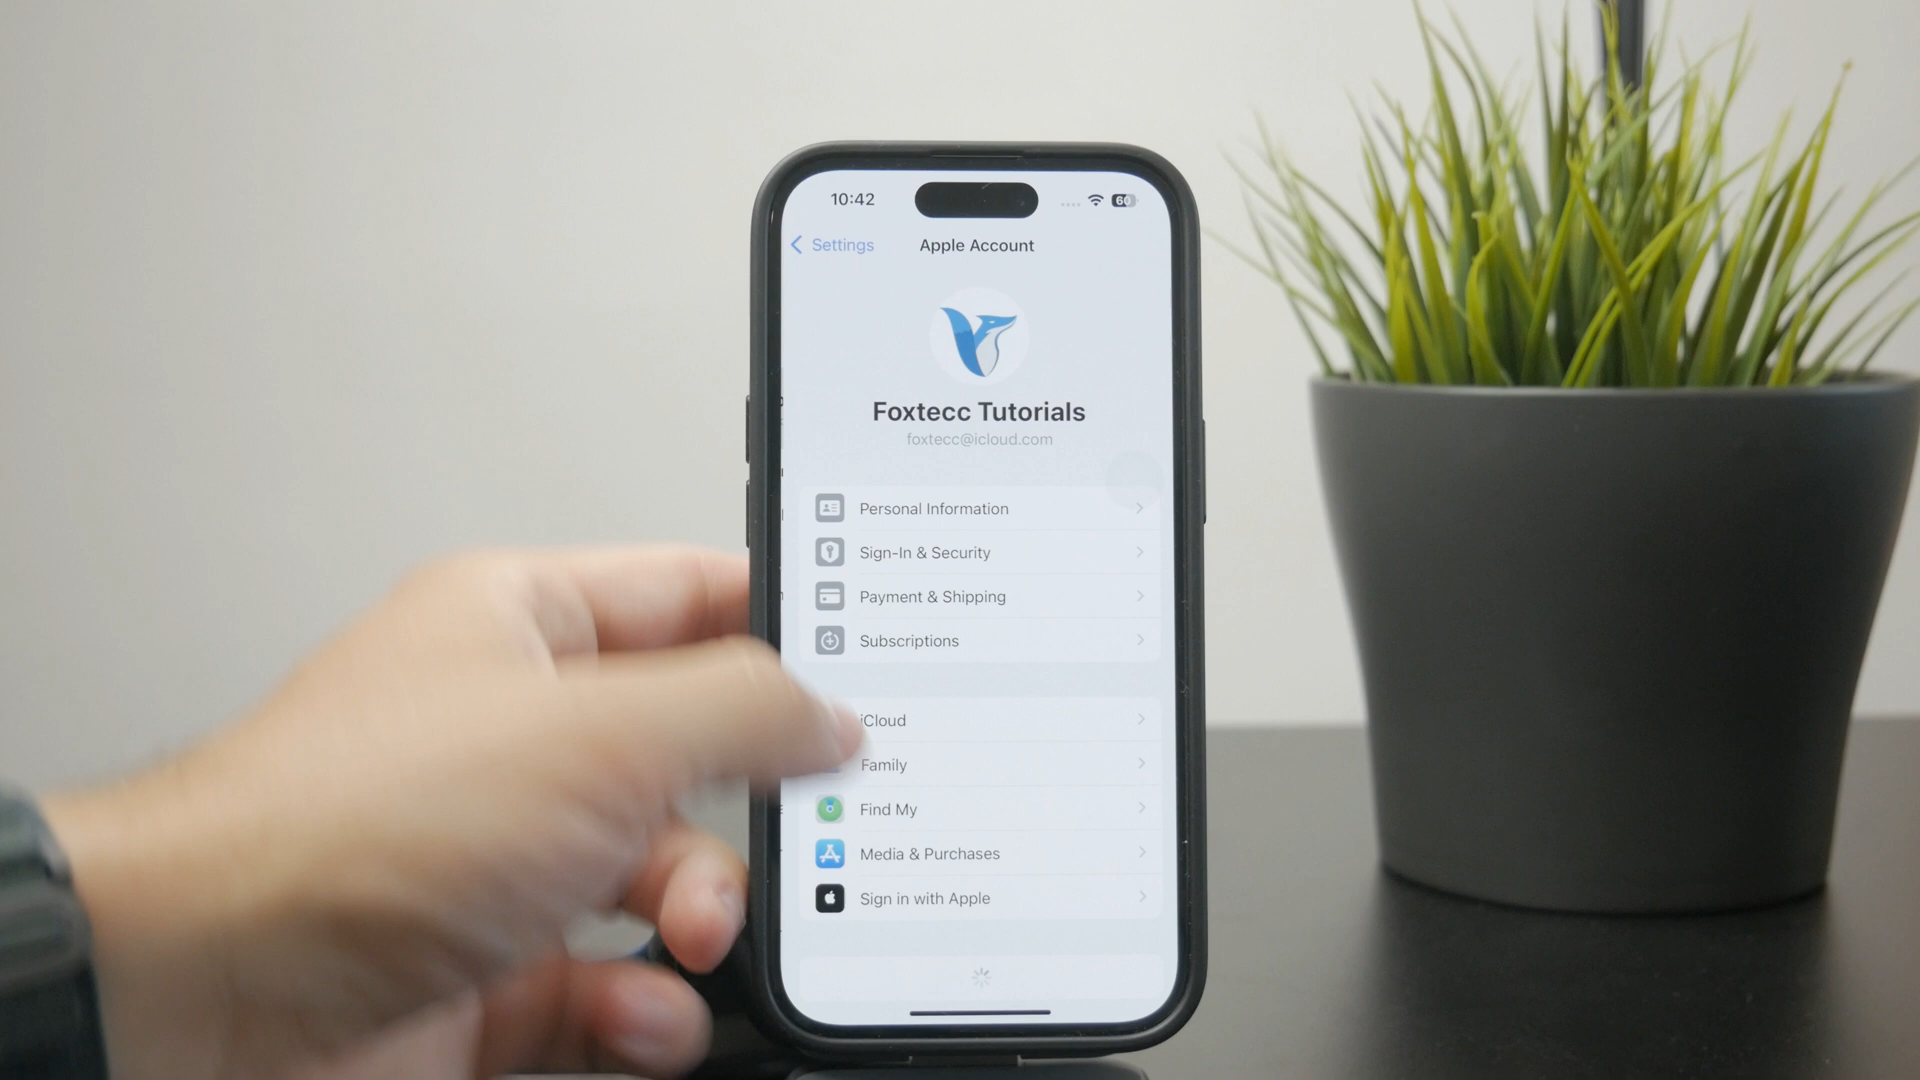 10:42
60
Settings
Apple Account
Foxtecc Tutorials
foxtecc@icloud.com
Personal Information
Sign-In & Security
Payment & Shipping
Subscriptions
iCloud
Family
Find My
Media & Purchases
Sign in with Apple